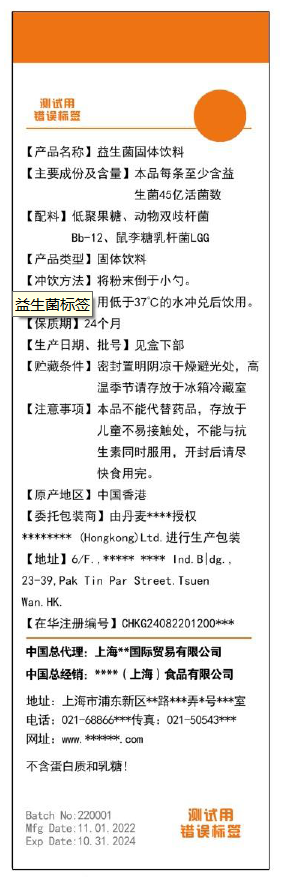 测试用
错误标签
【产品名称】益生菌固体饮料
【主要成份及含量】本品每条至少含益
生菌45亿活菌数
【配料】低聚果糖、动物双歧杆菌
Bb-12、鼠李糖乳杆菌LGG
【产品类型】固体饮料
【冲饮方法】将粉末倒于小勺。
益生菌标签
用低于37℃的水冲兑后饮用。
【保质期】24个月
【生产日期、批号】见盒下部
【贮藏条件】密封置明阴凉干燥避光处，高
温季节请存放于冰箱冷藏室
【注意事项】本品不能代替药品，存放于
儿童不易接触处，不能与抗
生素同时服用，开封后请尽
快食用完。
【原产地区】中国香港
【委托包装商】由丹麦****授权
******** (Hongkong)Ltd.进行生产包装
【地址】6/F.,***** **** Ind.B|dg.,
23-39,Pak Tin Par Street.Tsuen
Wan.HK.
【在华注册编号】CHKG24082201200***
中国总代理：上海**国际贸易有限公司
中国总经销：****（上海）食品有限公司
地址：上海市浦东新区**路***弄*号***室
电话：021-68866***传真：021-50543***
网址：www.******.com
不含蛋白质和乳糖！
Batch No:220001
Mfg Date:11.01.2022
Exp Date:10.31.2024
测试用
错误标签